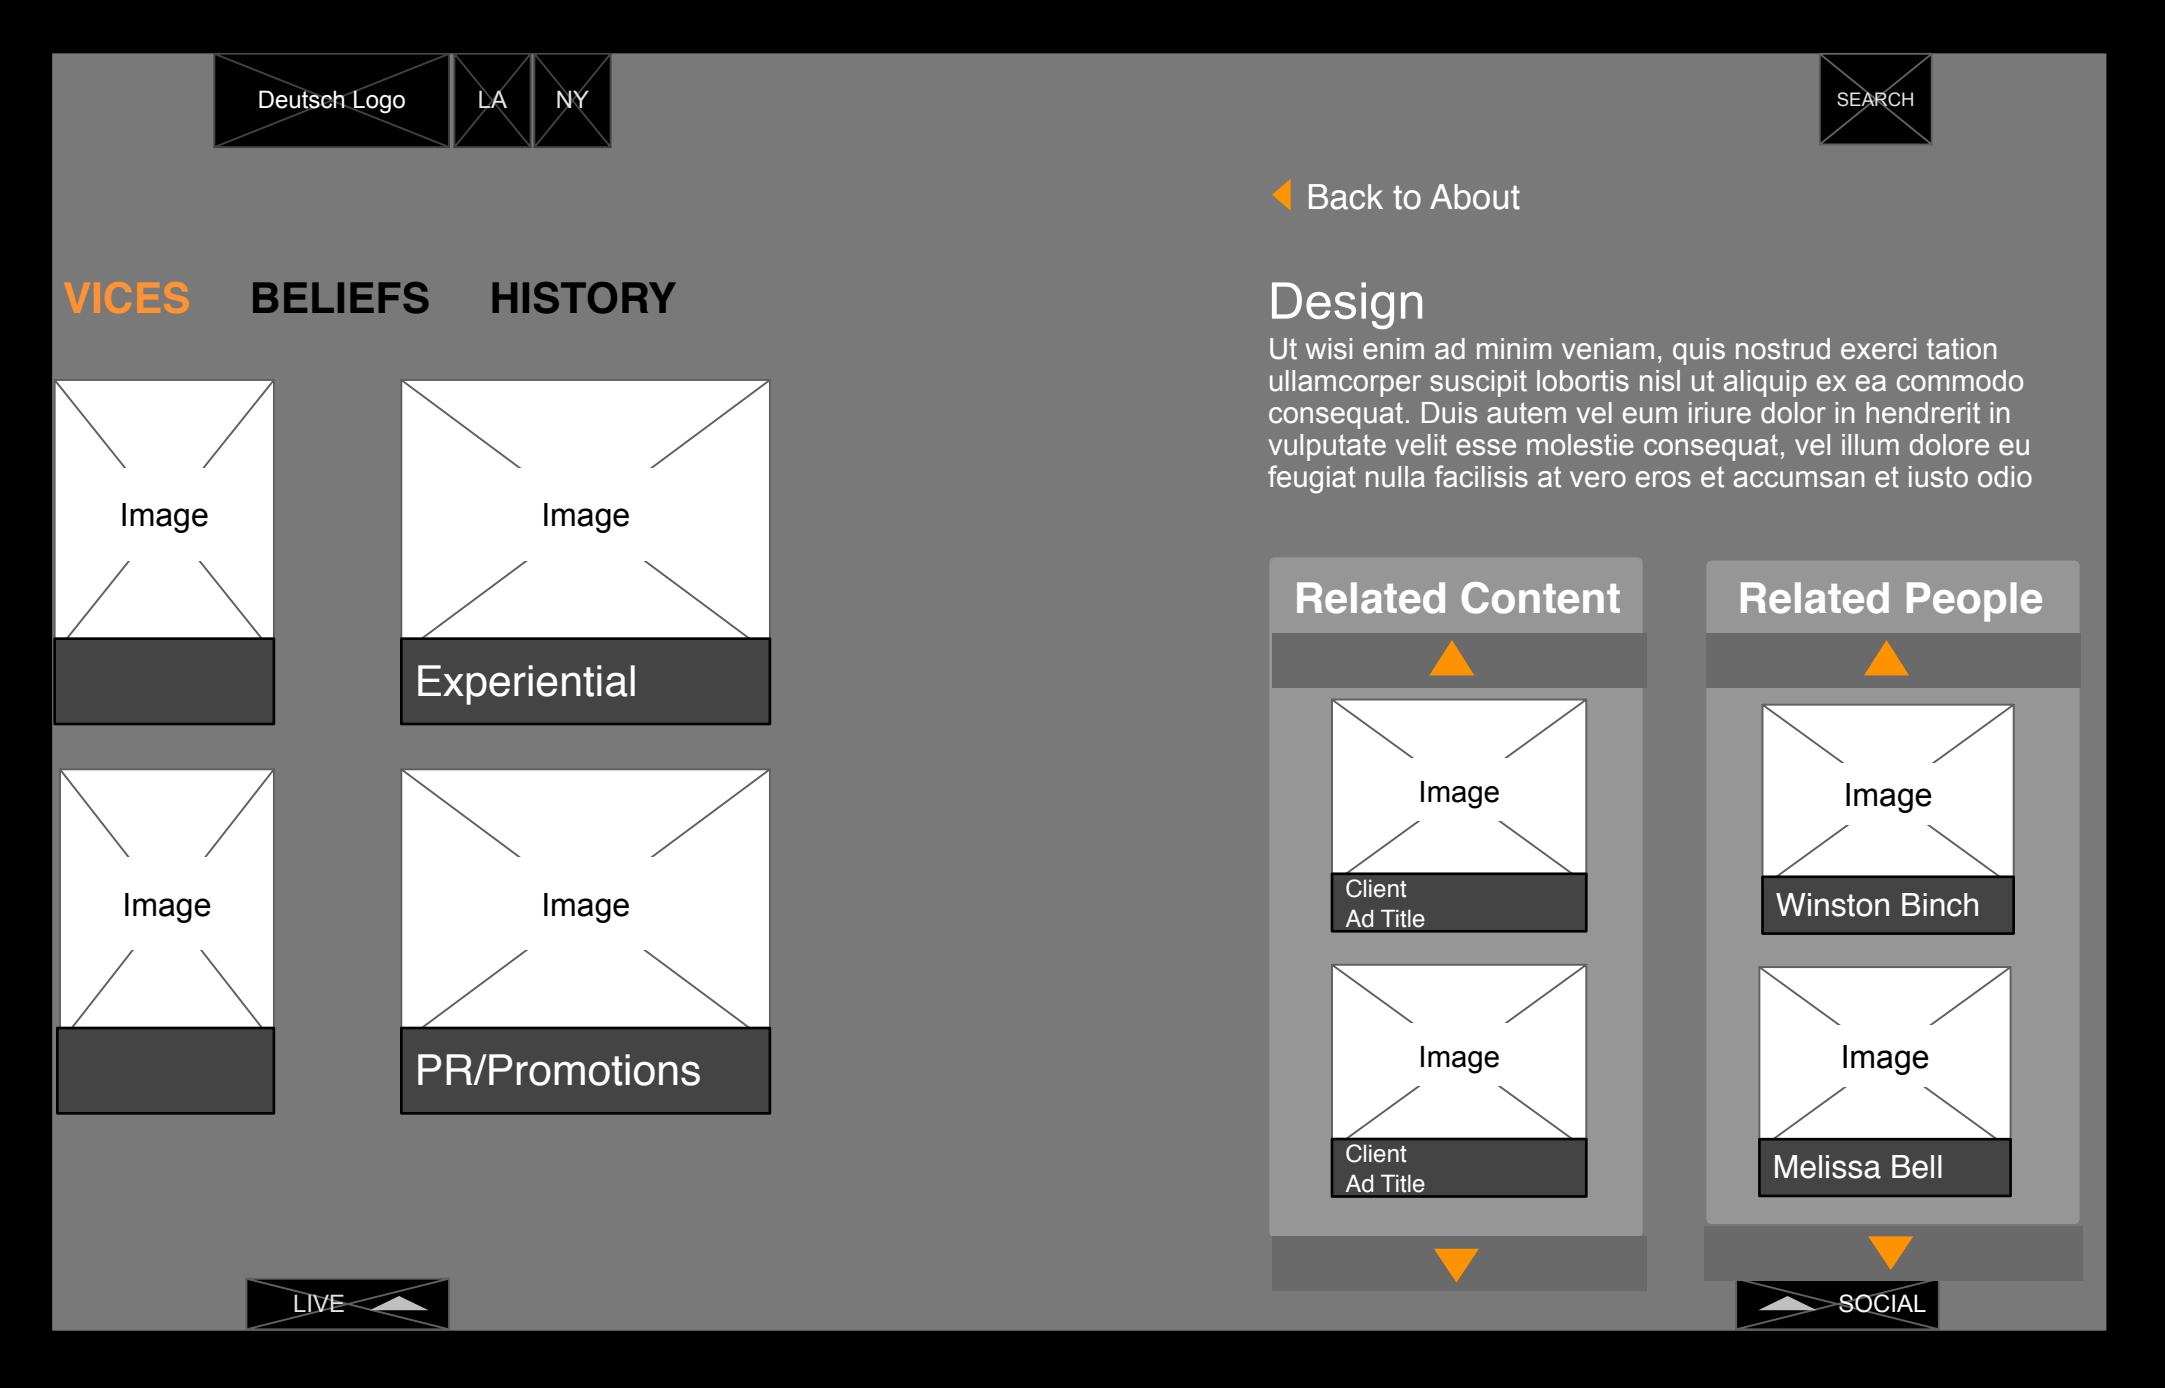 Deutsch Logo
LA
NY
SEARCH
Back to About
VICES
BELIEFS
HISTORY
Design
Ut wisi enim ad minim veniam, quis nostrud exerci tation
ullamcorper suscipit lobortis nisl ut aliquip ex ea commodo
consequat. Duis autem vel eum iriure dolor in hendrerit in
vulputate velit esse molestie consequat, vel illum dolore eu
feugiat nulla facilisis at vero eros et accumsan et iusto odio
Image
Image
Experiential
Image
Image
PR/Promotions
Related Content
Image
Client
Ad Title
Image
Client
Ad Title
Related People
Image
Winston Binch
Image
Melissa Bell
LIVE
SOCIAL